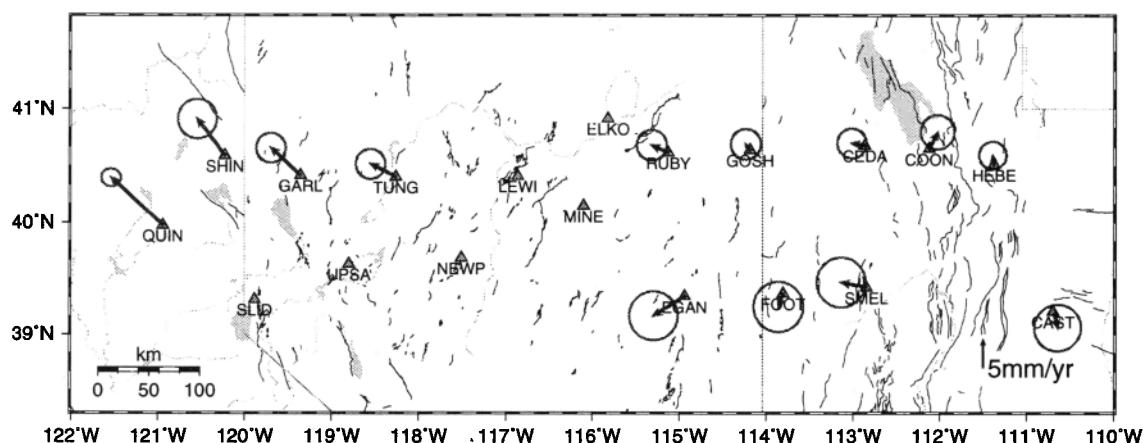 41°N
40°N
39°N
SHIN
GARL
TUNG
QUIN
LEWI
ELKO
MINE
RUBY
GOSH
CEDA
COON
HEBE
SLID
UPSA
NEWP
EGAN
FOOT
SMEL
CAST
5mm/yr
km
0 50 100
122°W 121°W 120°W 119°W 118°W 117°W 116°W 115°W 114°W 113°W 112°W 111°W 110°W